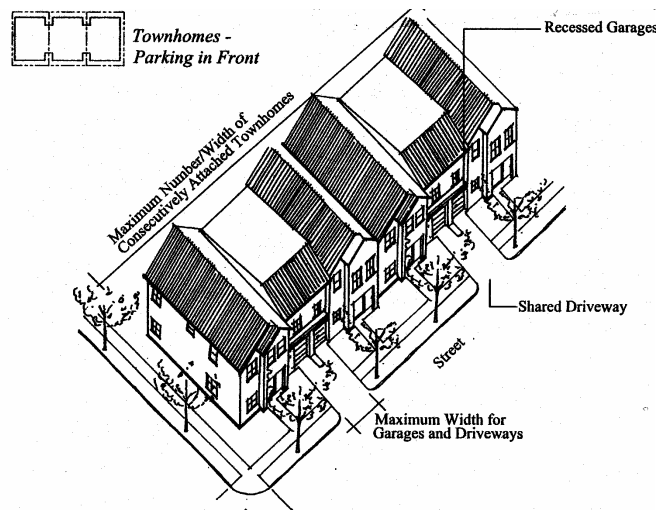 Townhomes -
Parking in Front
Recessed Garages
Maximum Number/Width of
Consecutively Attached Townhomes
Shared Driveway
Street
Maximum Width for
Garages and Driveways